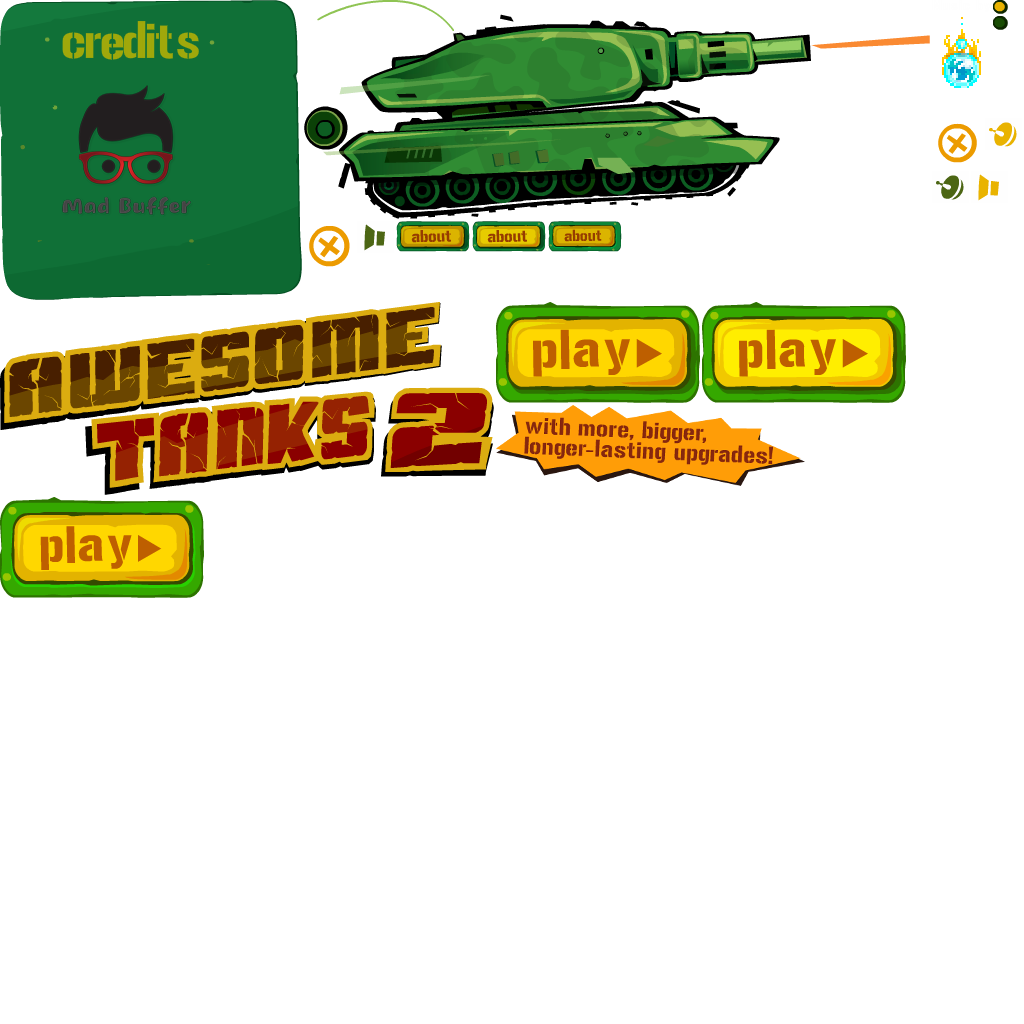 credits
Mad Buffer
about
about
about
AWESOME
TANKS 2
play
play
with more, bigger,
longer-lasting upgrades!
play